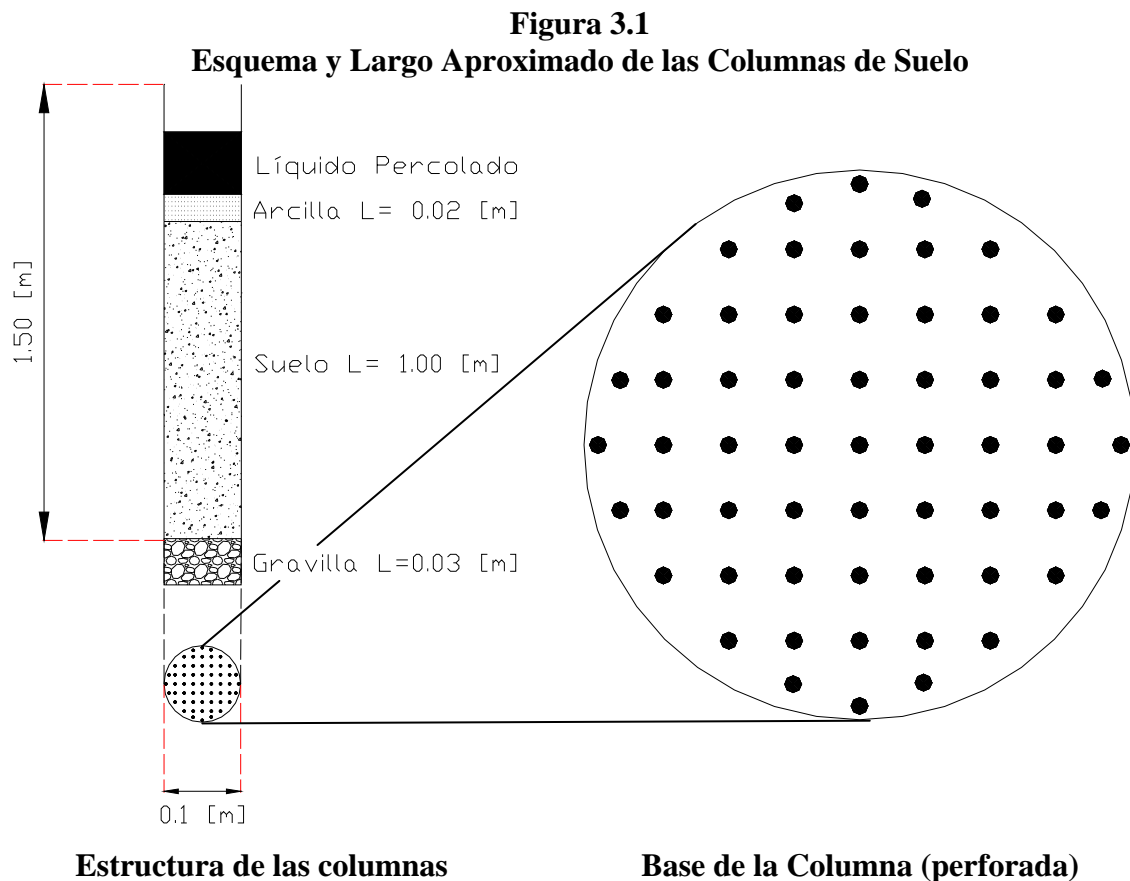 Figura 3.1
Esquema y Largo Aproximado de las Columnas de Suelo
Líquido Percolado
Arcilla L= 0.02 [m]
1.50 [m]
Suelo L= 1.00 [m]
Gravilla L=0.03 [m]
0.1 [m]
Estructura de las columnas
Base de la Columna (perforada)